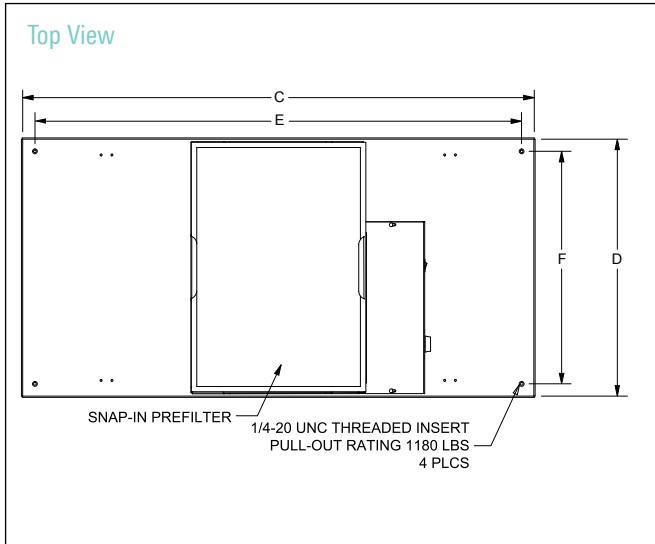 Top View
C
E
F
D
SNAP-IN PREFILTER
1/4-20 UNC THREADED INSERT
PULL-OUT RATING 1180 LBS
4 PLCS